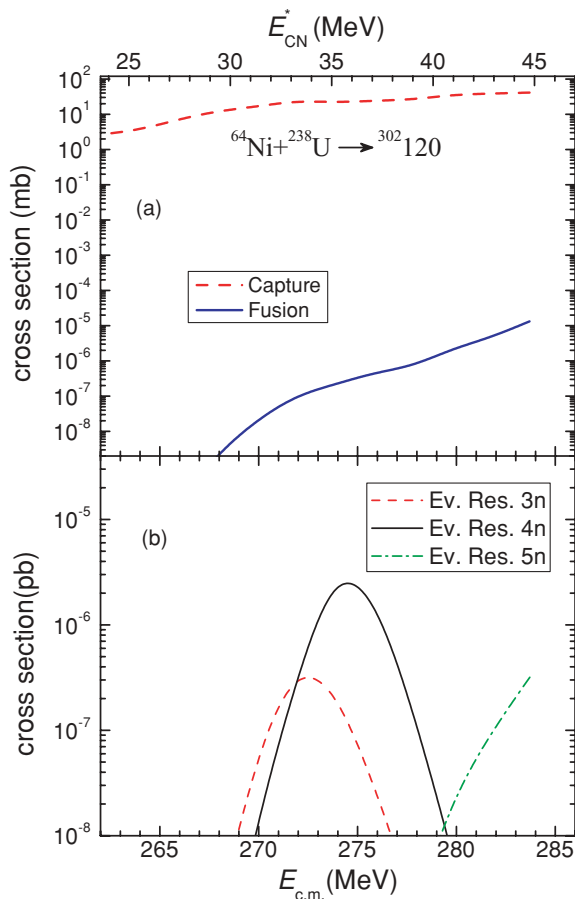 E*CN (MeV)
25 30 35 40 45
10^2
10^1
10^0
10^-1
10^-2
10^-3
10^-4
10^-5
10^-6
10^-7
10^-8
cross section (mb)
^64Ni+^238U → ^302120
(a)
Capture
Fusion
10^-5
10^-6
10^-7
10^-8
cross section(pb)
(b)
Ev. Res. 3n
Ev. Res. 4n
Ev. Res. 5n
265 270 275 280 285
E_c.m. (MeV)